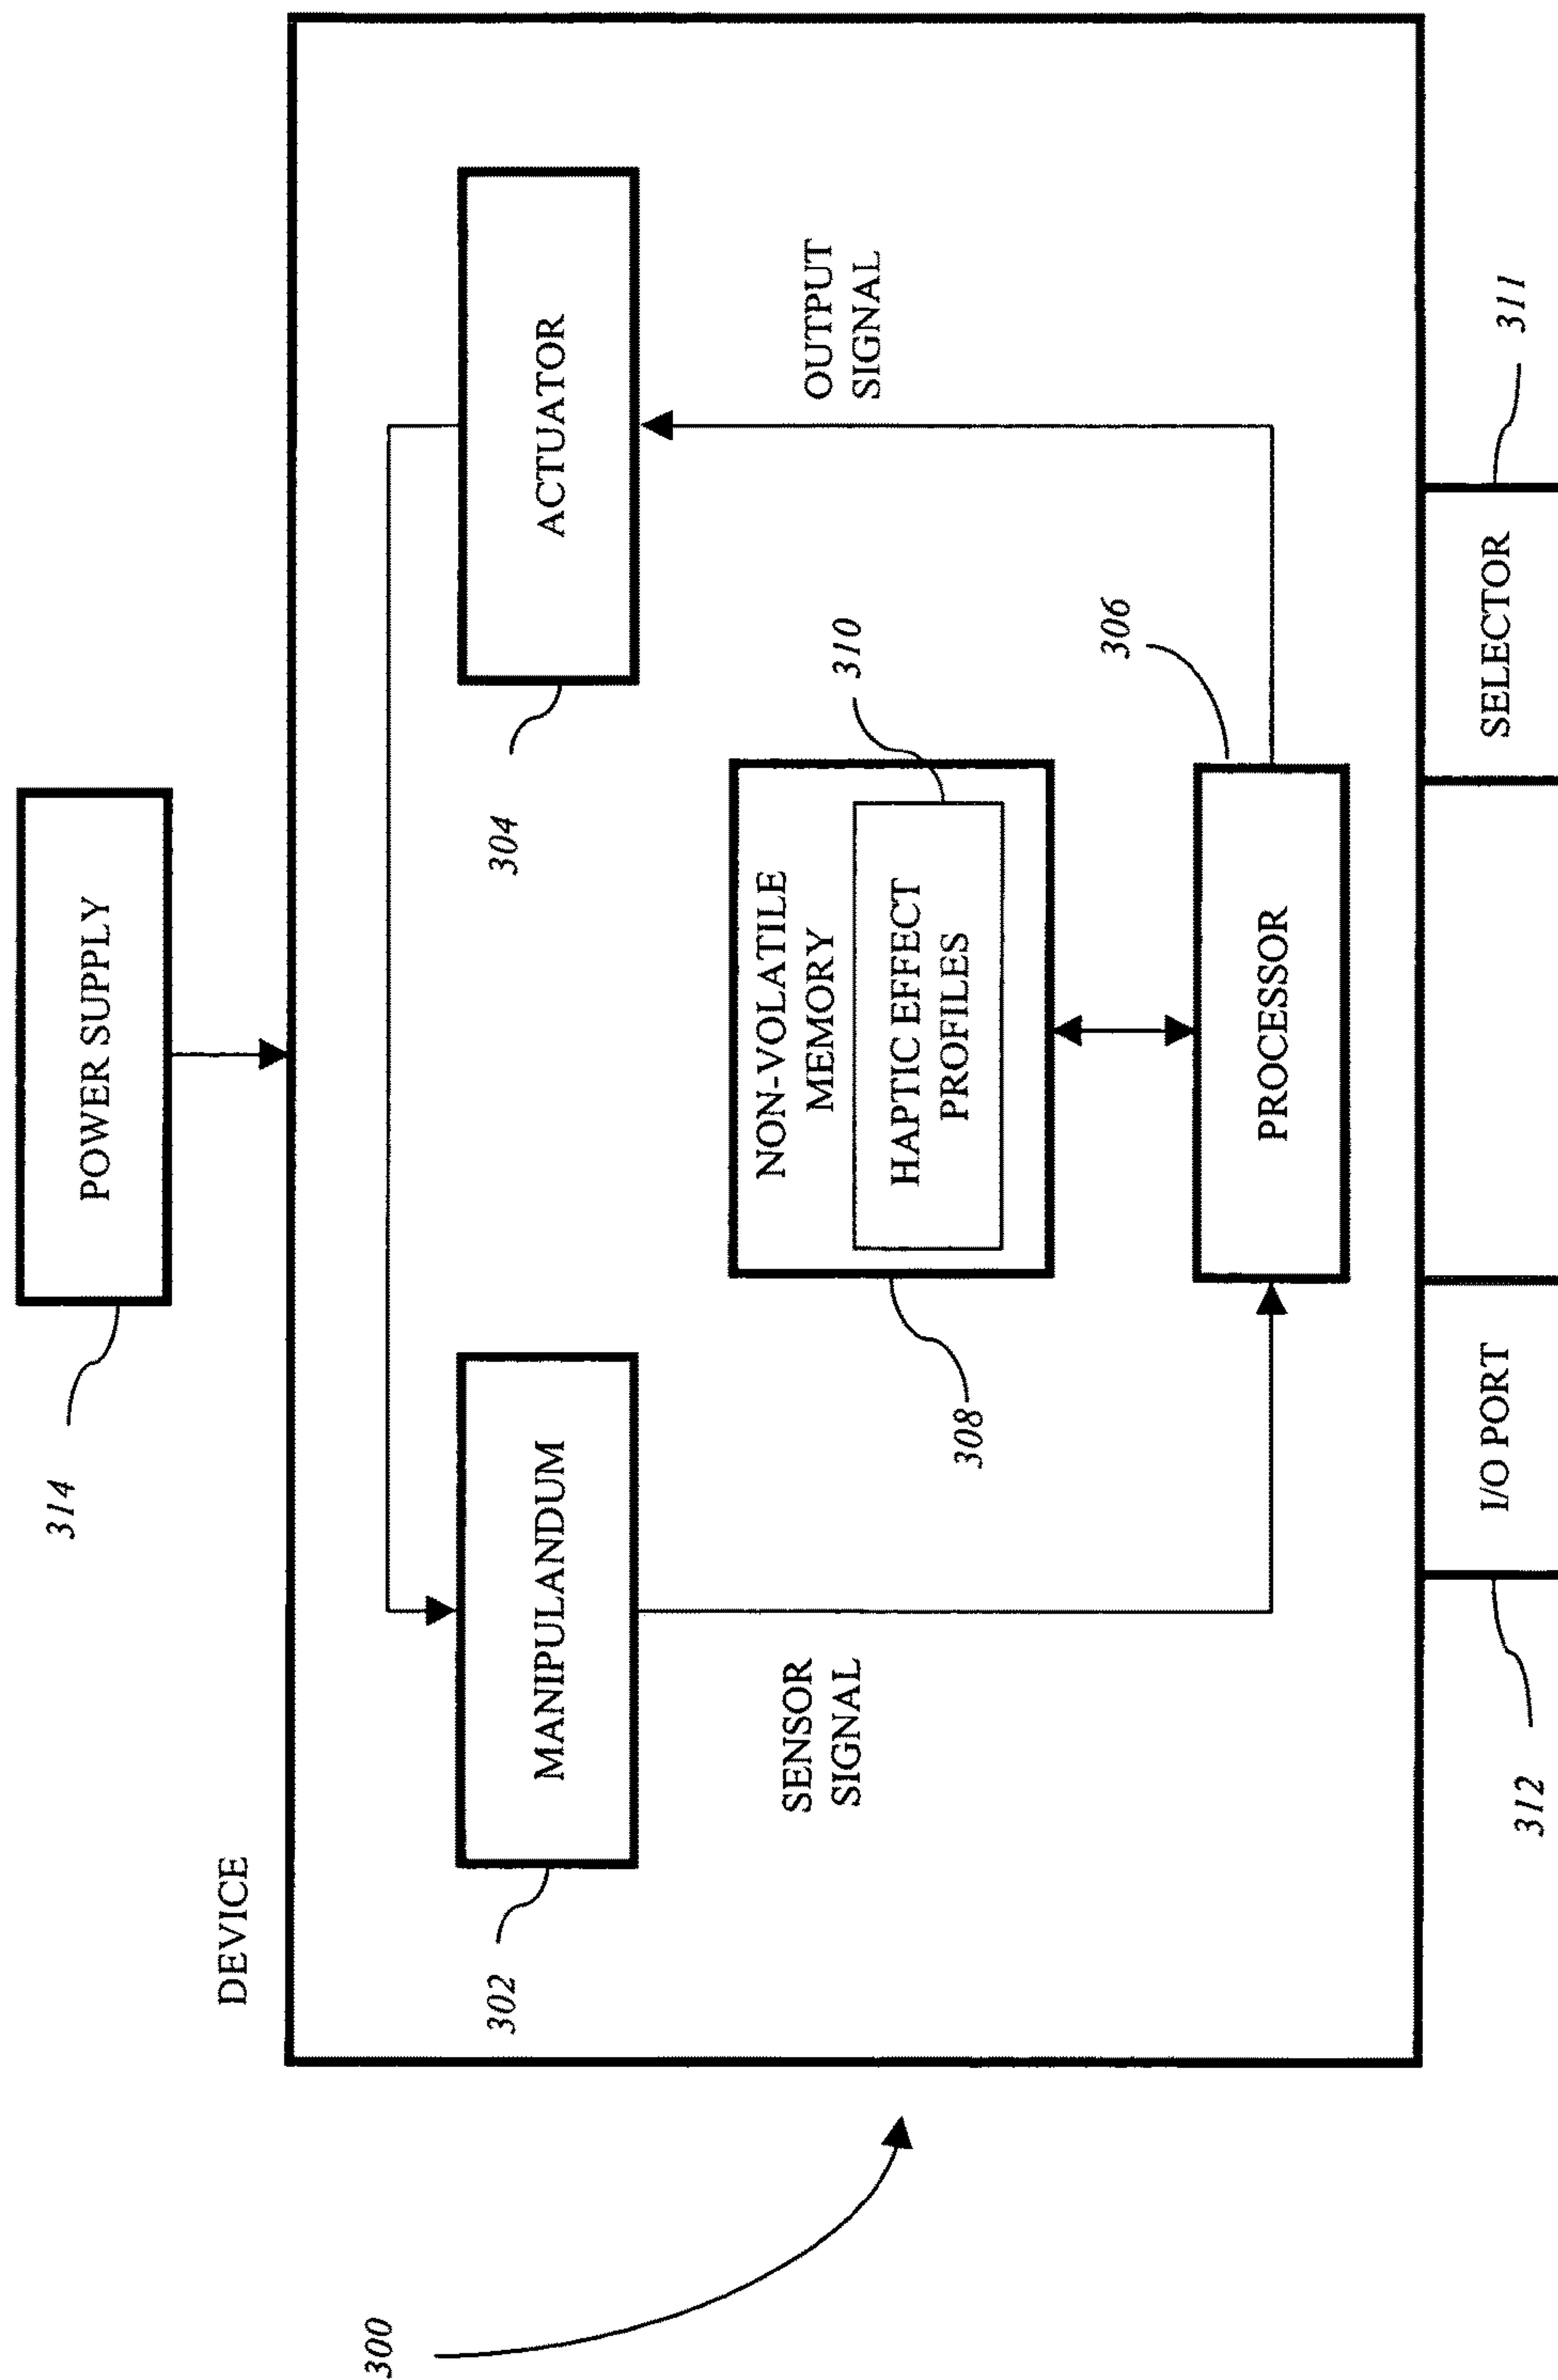 POWER SUPPLY
314
DEVICE
MANIPULANDUM
302
ACTUATOR
304
SENSOR
SIGNAL
NON-VOLATILE
MEMORY
HAPTIC EFFECT
PROFILES
308
310
OUTPUT
SIGNAL
PROCESSOR
306
300
I/O PORT
312
SELECTOR
311